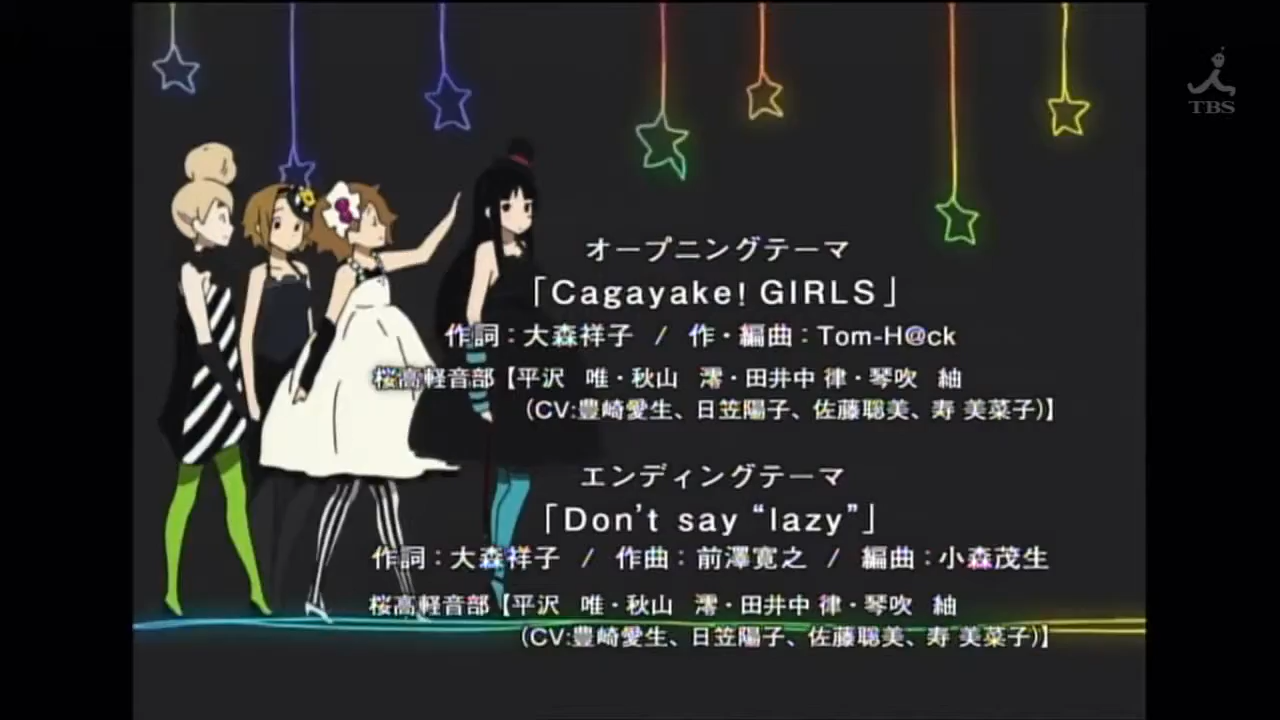 TBS
オープニングテーマ
「Cagayake! GIRLS」
作詞：大森祥子 / 作・編曲：Tom-H@ck
桜高軽音部【平沢 唯・秋山 澪・田井中 律・琴吹 紬
（CV:豊崎愛生、日笠陽子、佐藤聡美、寿 美菜子）】
エンディングテーマ
「Don't say “lazy”」
作詞：大森祥子 / 作曲：前澤寛之 / 編曲：小森茂生
桜高軽音部【平沢 唯・秋山 澪・田井中 律・琴吹 紬
（CV:豊崎愛生、日笠陽子、佐藤聡美、寿 美菜子）】